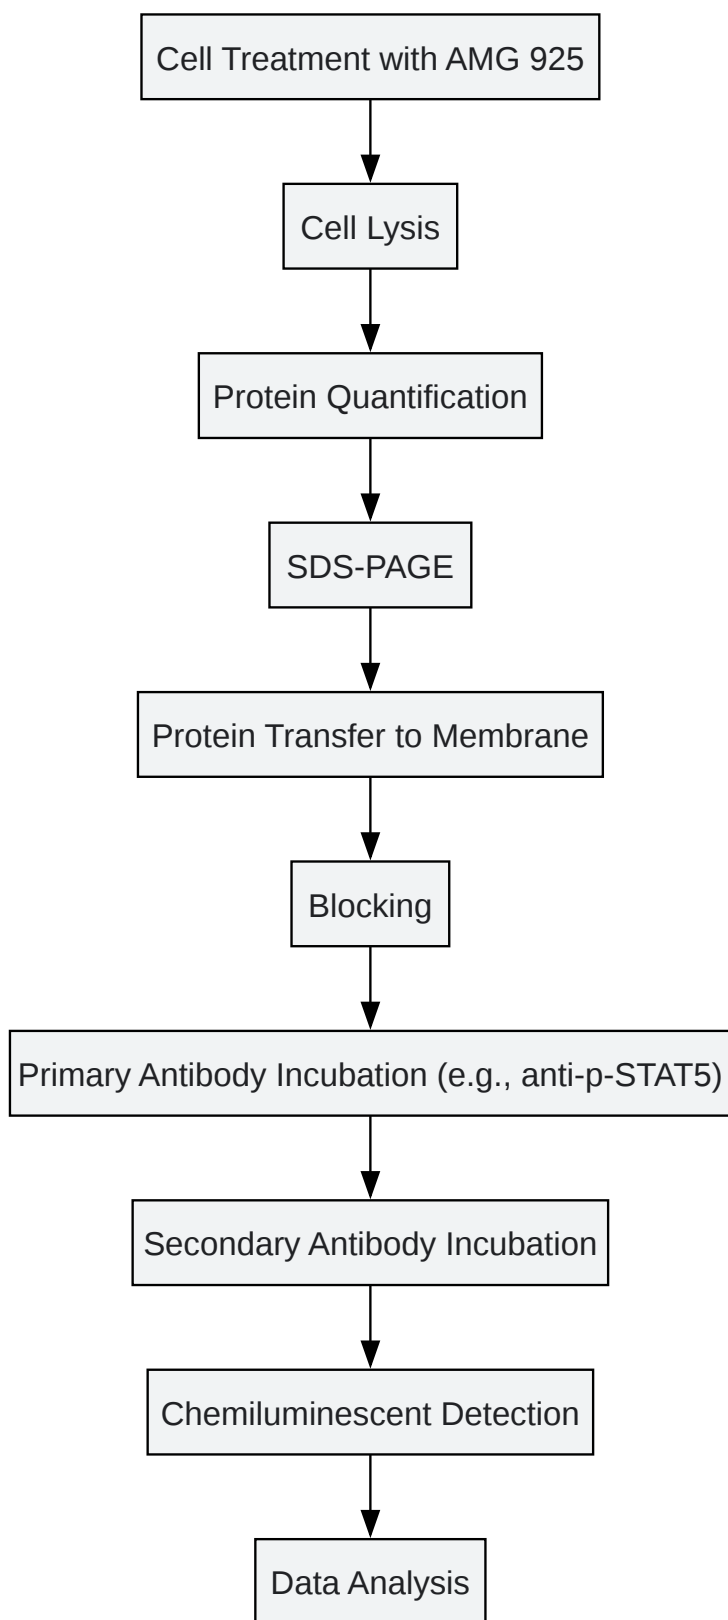 Cell Treatment with AMG 925
Cell Lysis
Protein Quantification
SDS-PAGE
Protein Transfer to Membrane
Blocking
Primary Antibody Incubation (e.g., anti-p-STAT5)
Secondary Antibody Incubation
Chemiluminescent Detection
Data Analysis